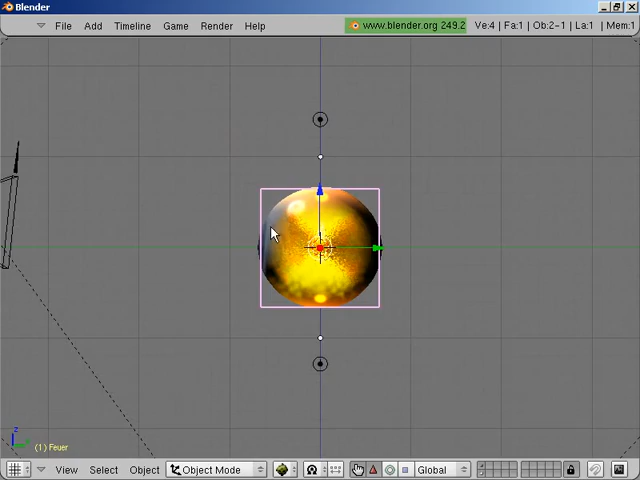 Blender
File Add Timeline Game Render Help www.blender.org 249.2 Ve:4 | Fa:1 | Ob:2-1 | La:1 | Mem:1
z
(1) Feuer
View Select Object Object Mode Global